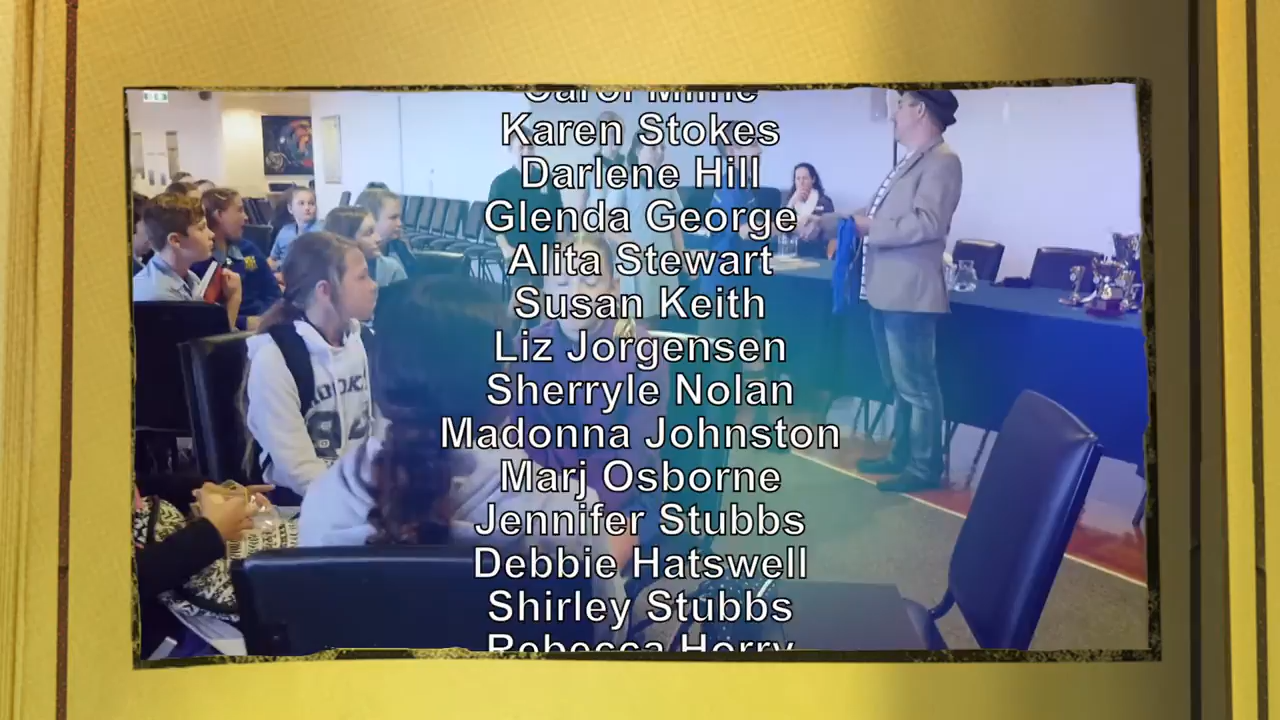 Karen Stokes
Darlene Hill
Glenda George
Alita Stewart
Susan Keith
Liz Jorgensen
Sherryle Nolan
Madonna Johnston
Marj Osborne
Jennifer Stubbs
Debbie Hatswell
Shirley Stubbs
Rebecca